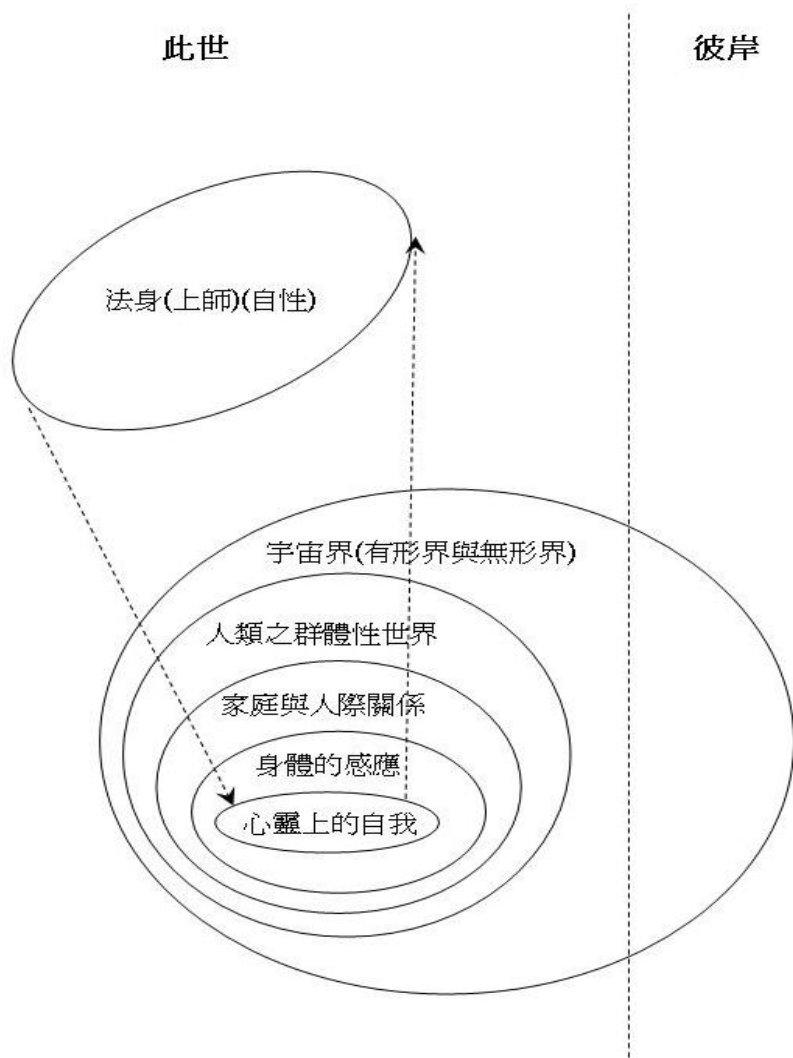 此世
彼岸
法身(上師)(自性)
宇宙界(有形界與無形界)
人類之群體性世界
家庭與人際關係
身體的感應
心靈上的自我